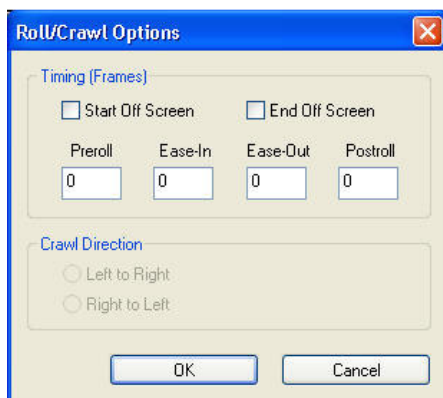 Roll/Crawl Options
Timing (Frames)
Start Off Screen End Off Screen
Preroll Ease-In Ease-Out Postroll
0 0 0 0
Crawl Direction
Left to Right
Right to Left
OK Cancel